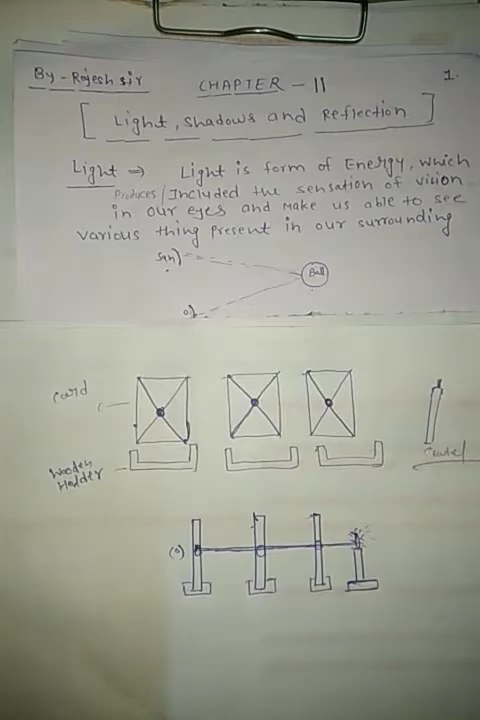 By - Rajesh sir
1.
CHAPTER - 11
[ Light, Shadows and Reflection ]
Light ⇒ Light is form of Energy, which
Produces / Included the sensation of vision
in our eyes and make us able to see
various thing present in our surrounding
Ball
Card
Wooden
Holder